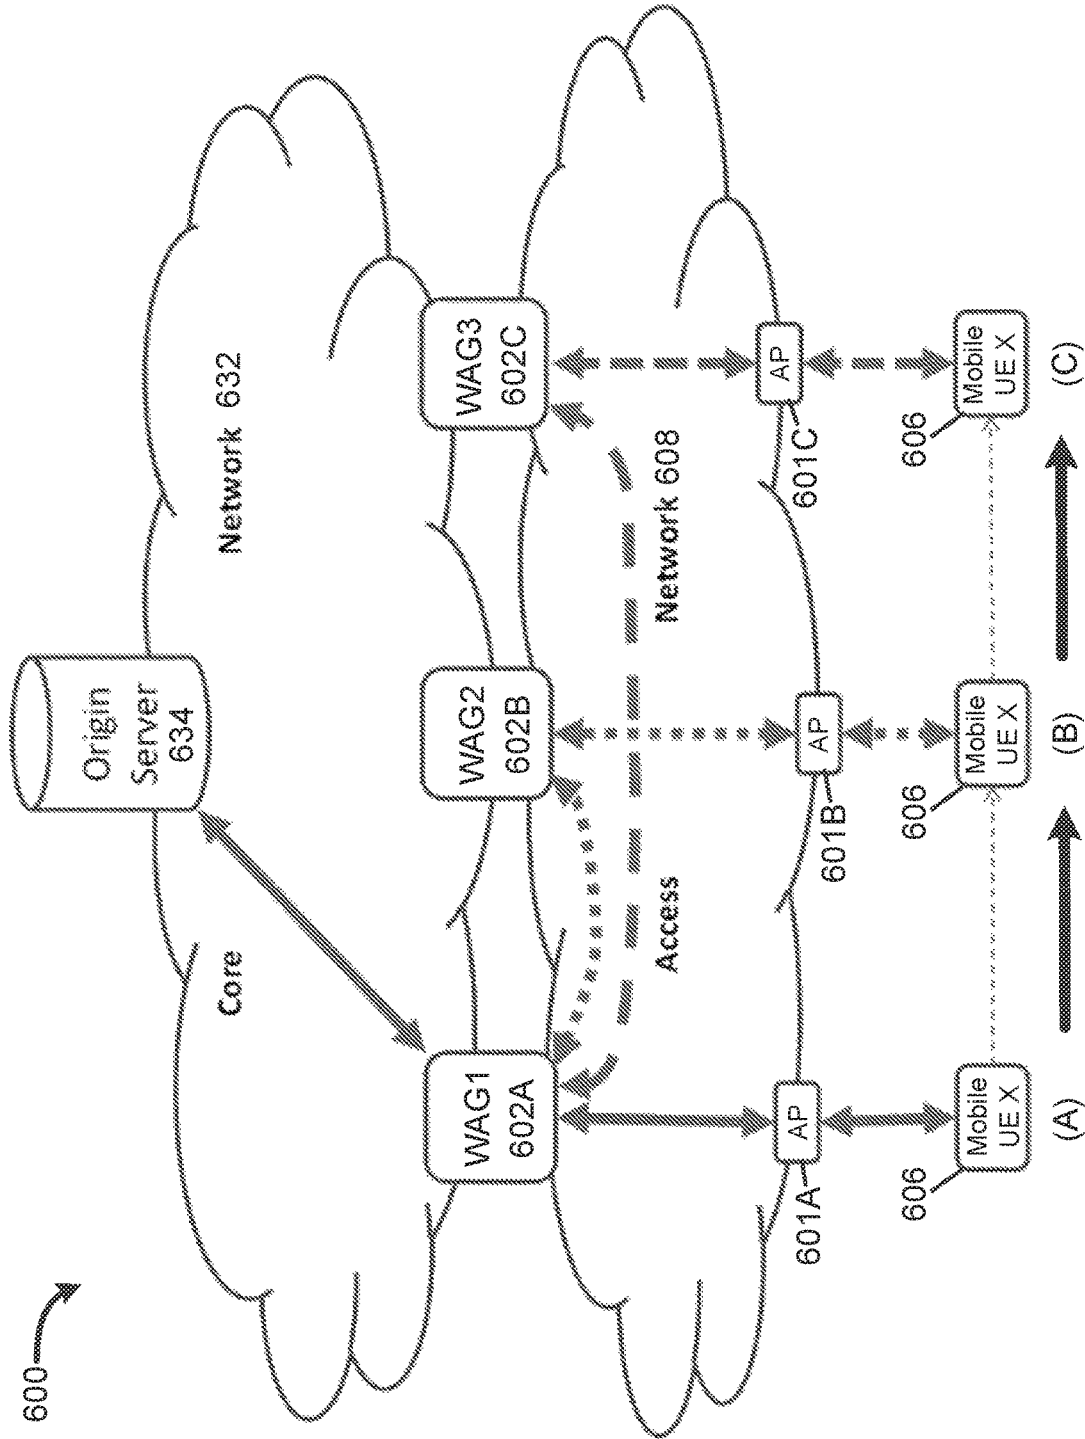 600
Origin
Server
634
Core
Network 632
WAG1
602A
WAG2
602B
WAG3
602C
Access
Network 608
AP
601A
AP
601B
AP
601C
606
Mobile
UE X
606
Mobile
UE X
606
Mobile
UE X
(A)
(B)
(C)